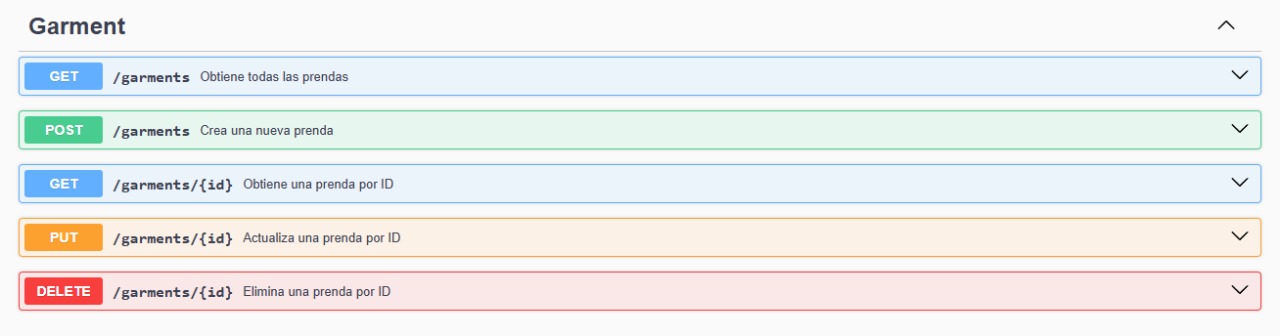 Garment
GET /garments Obtiene todas las prendas
POST /garments Crea una nueva prenda
GET /garments/{id} Obtiene una prenda por ID
PUT /garments/{id} Actualiza una prenda por ID
DELETE /garments/{id} Elimina una prenda por ID